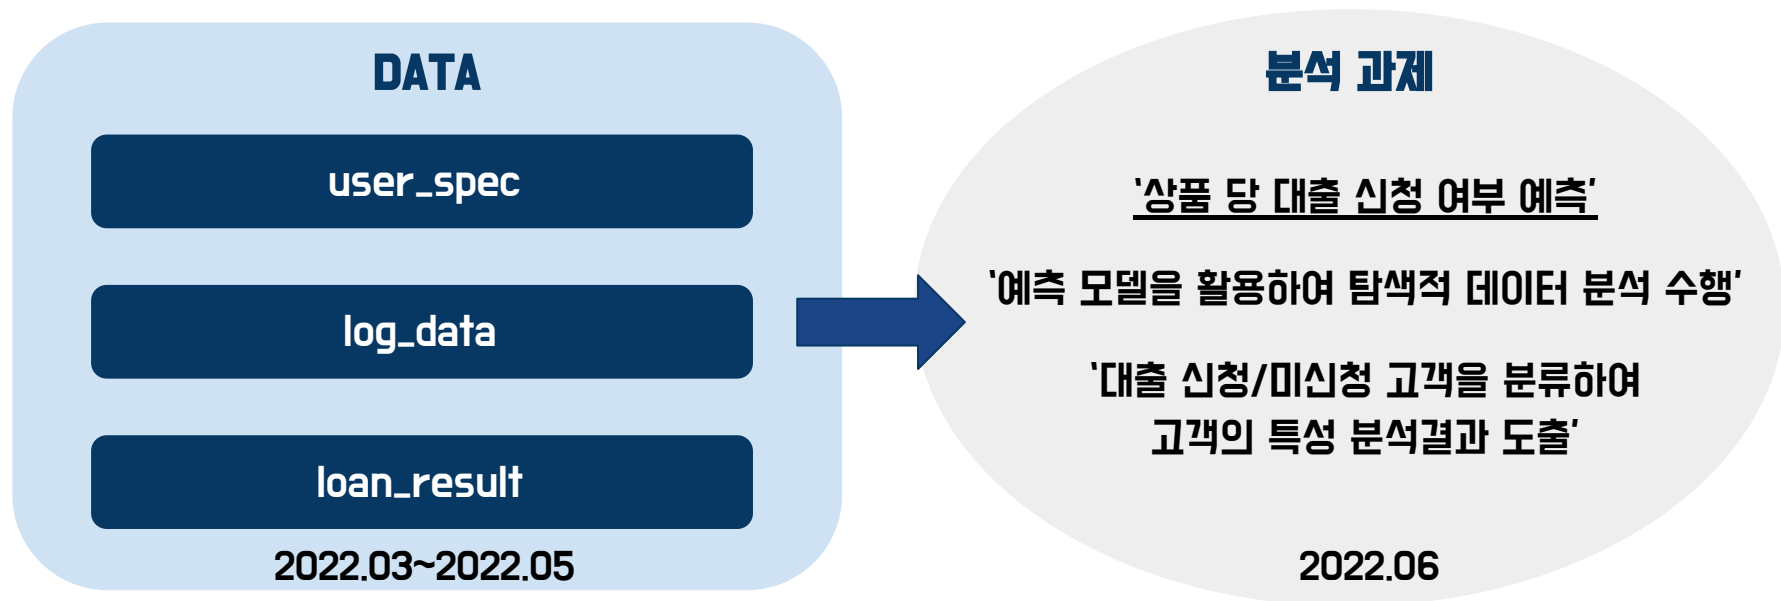 DATA
user_spec
log_data
loan_result
2022.03~2022.05
분석 과제
'상품 당 대출 신청 여부 예측'
'예측 모델을 활용하여 탐색적 데이터 분석 수행'
'대출 신청/미신청 고객을 분류하여
고객의 특성 분석결과 도출'
2022.06